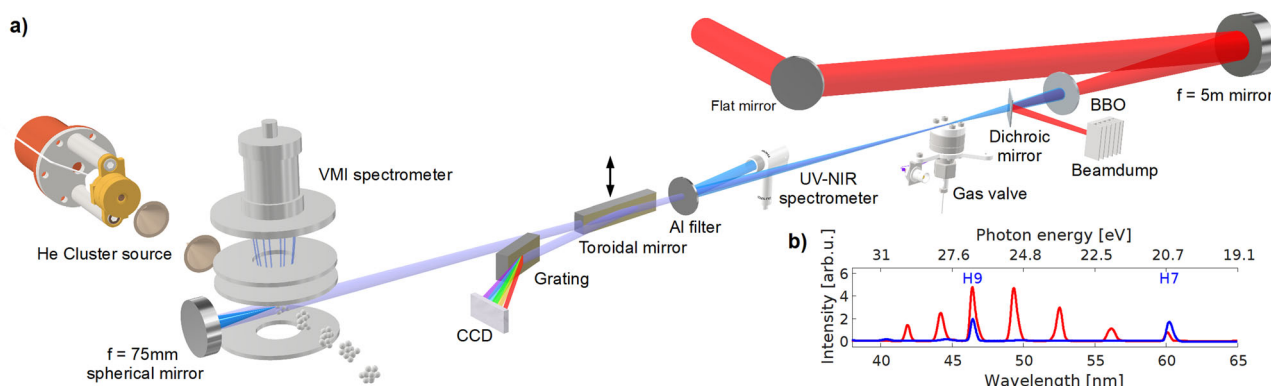 a)
Flat mirror
f = 5m mirror
BBO
Dichroic
mirror
Beamdump
VMI spectrometer
UV-NIR
spectrometer
Gas valve
Al filter
Toroidal mirror
He Cluster source
Grating
CCD
f = 75mm
spherical mirror
b)
Photon energy [eV]
31 27.6 24.8 22.5 20.7 19.1
Intensity [arb.u.]
6
4
2
0
H9 H7
40 45 50 55 60 65
Wavelength [nm]